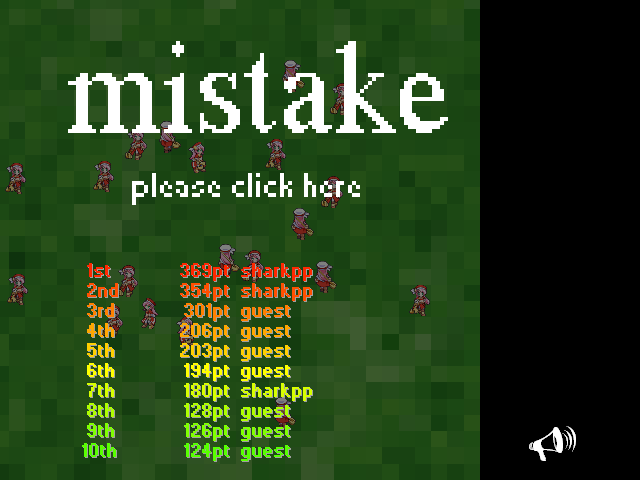 mistake
please click here
1st 369pt sharkpp
2nd 354pt sharkpp
3rd 301pt guest
4th 206pt guest
5th 203pt guest
6th 194pt guest
7th 180pt sharkpp
8th 128pt guest
9th 126pt guest
10th 124pt guest